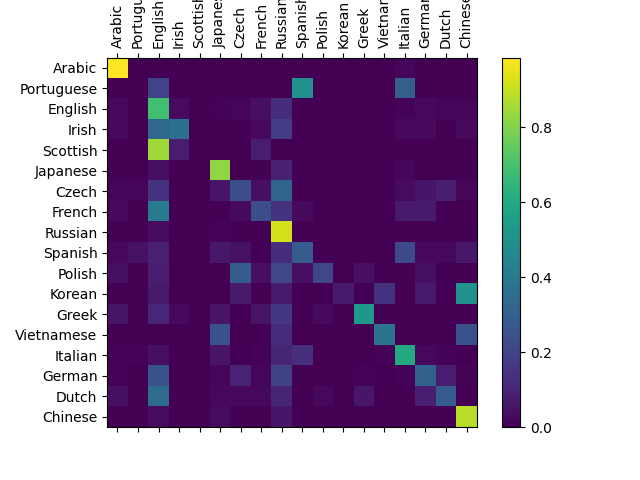 Arabic
Portugu
English
Irish
Scottish
Japanes
Czech
French
Russian
Spanish
Polish
Korean
Greek
Vietnam
Italian
German
Dutch
Chinese
Arabic
Portuguese
English
Irish
Scottish
Japanese
Czech
French
Russian
Spanish
Polish
Korean
Greek
Vietnamese
Italian
German
Dutch
Chinese
0.8
0.6
0.4
0.2
0.0